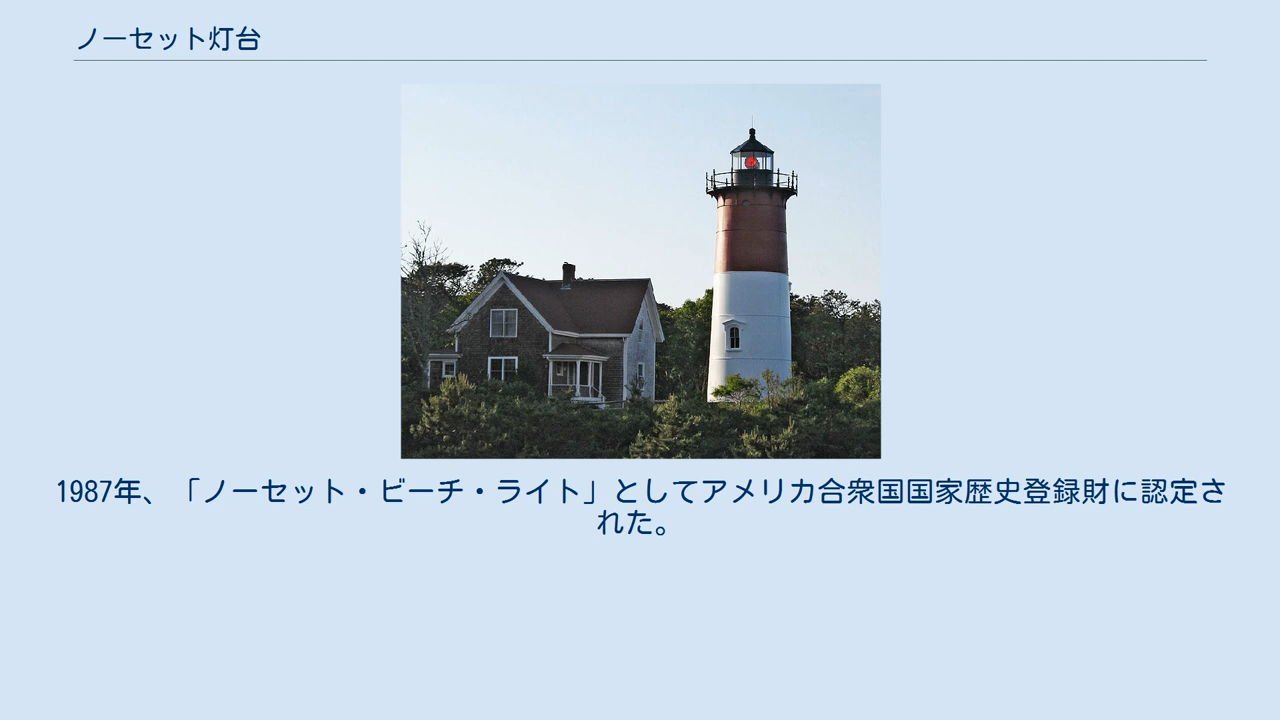 ノーセット灯台
1987年、「ノーセット・ビーチ・ライト」としてアメリカ合衆国国家歴史登録財に認定さ
れた。